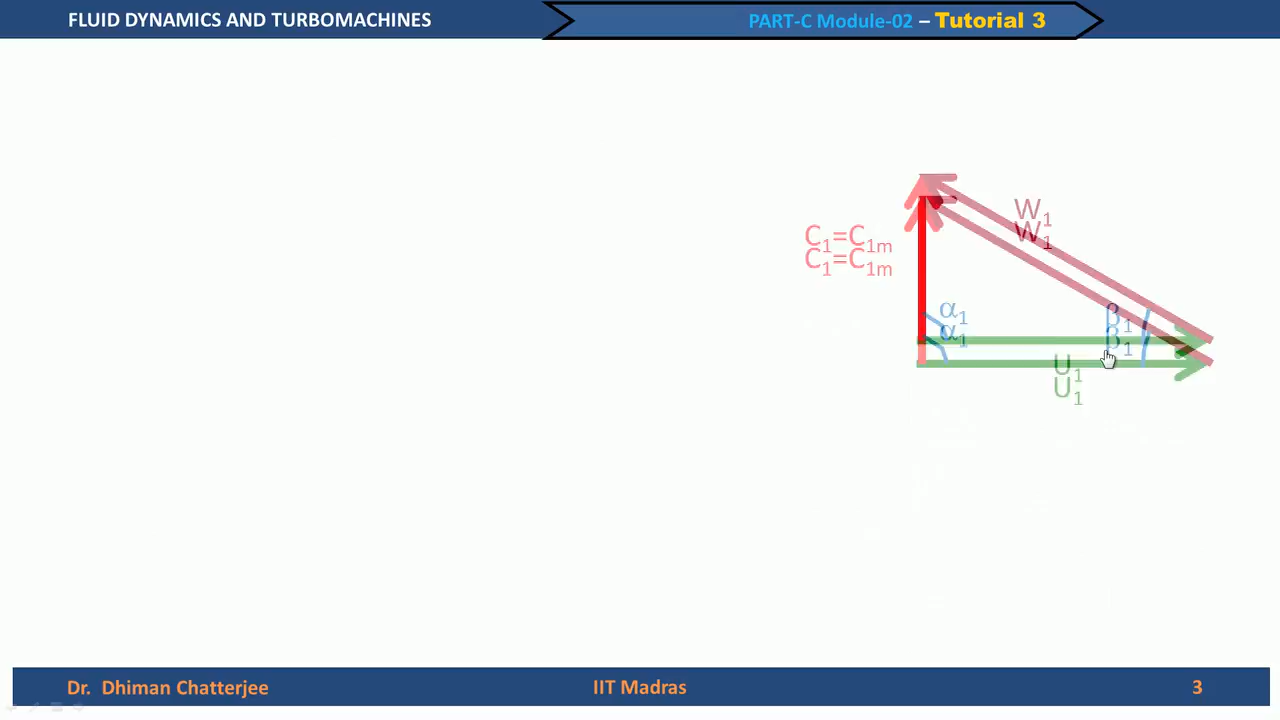 FLUID DYNAMICS AND TURBOMACHINES
PART-C Module-02 – Tutorial 3
W₁
W₁
C₁=C₁ₘ
C₁=C₁ₘ
α₁
β₁
α₁
β₁
U₁
U₁
Dr. Dhiman Chatterjee
IIT Madras
3